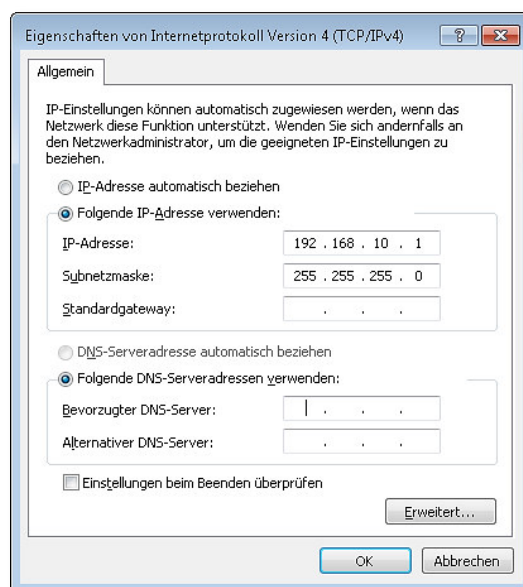 Eigenschaften von Internetprotokoll Version 4 (TCP/IPv4)
Allgemein
IP-Einstellungen können automatisch zugewiesen werden, wenn das
Netzwerk diese Funktion unterstützt. Wenden Sie sich andernfalls an
den Netzwerkadministrator, um die geeigneten IP-Einstellungen zu
beziehen.
IP-Adresse automatisch beziehen
Folgende IP-Adresse verwenden:
IP-Adresse: 192 . 168 . 10 . 1
Subnetzmaske: 255 . 255 . 255 . 0
Standardgateway: . . .
DNS-Serveradresse automatisch beziehen
Folgende DNS-Serveradressen verwenden:
Bevorzugter DNS-Server: . . .
Alternativer DNS-Server: . . .
Einstellungen beim Beenden überprüfen
Erweitert...
OK Abbrechen